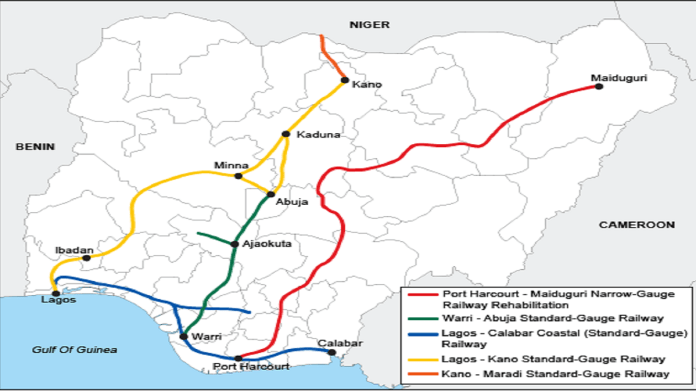 NIGER
Kano
Maiduguri
Kaduna
BENIN
Minna
Abuja
CAMEROON
Ajaokuta
Ibadan
Lagos
Warri
Gulf Of Guinea
Calabar
Port Harcourt
Port Harcourt - Maiduguri Narrow-Gauge
Railway Rehabilitation
Warri - Abuja Standard-Gauge Railway
Lagos - Calabar Coastal (Standard-Gauge)
Railway
Lagos - Kano Standard-Gauge Railway
Kano - Maradi Standard-Gauge Railway